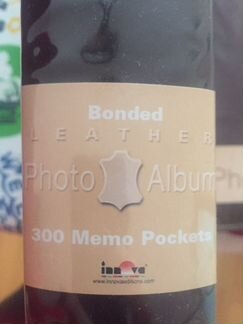 Bonded
LEATHER
Photo Album
300 Memo Pockets
innova
www.innovaeditions.com